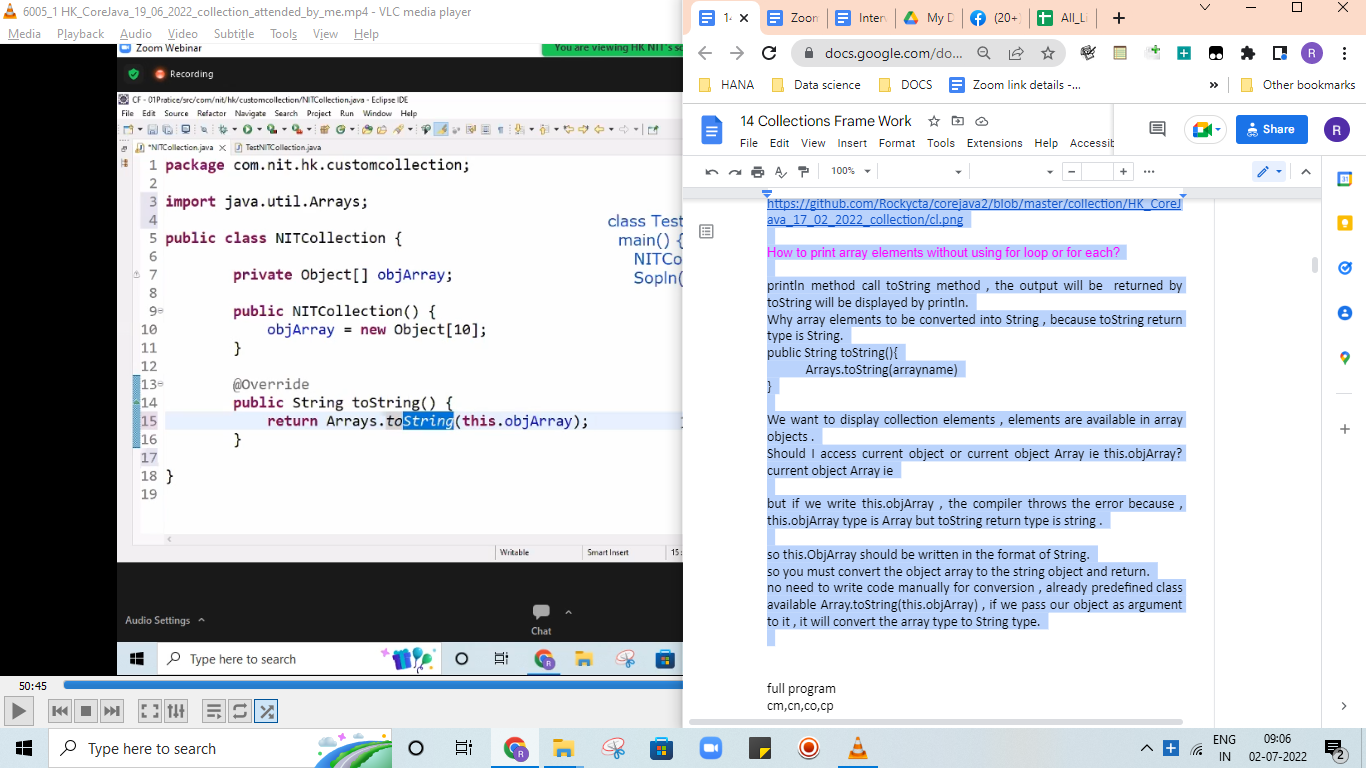 6005_1 HK_CoreJava_19_06_2022_collection_attended_by_me.mp4 - VLC media player
Media Playback Audio Video Subtitle Tools View Help
Zoom Webinar
You are viewing HK NIT's sc
Recording
CF - 01Pratice/src/com/nit/hk/customcollection/NITCollection.java - Eclipse IDE
File Edit Source Refactor Navigate Search Project Run Window Help
*NITCollection.java TestNITCollection.java
1 package com.nit.hk.customcollection;
2
3 import java.util.Arrays;
4
5 public class NITCollection {
6
7 private Object[] objArray;
8
9 public NITCollection() {
10 objArray = new Object[10];
11 }
12
13 @Override
14 public String toString() {
15 return Arrays.toString(this.objArray);
16 }
17
18 }
19
class Test
main() {
NITCo
Sopln(
Writable Smart Insert 15
Audio Settings
Chat
Type here to search
50:45
Type here to search
14 Zoom Inter My D (20+ All_Li
docs.google.com/do...
HANA Data science DOCS Zoom link details -... » Other bookmarks
14 Collections Frame Work
Share
R
File Edit View Insert Format Tools Extensions Help Accessib
100%
https://github.com/Rockycta/corejava2/blob/master/collection/HK_CoreJ
ava_17_02_2022_collection/cl.png
How to print array elements without using for loop or for each?
println method call toString method , the output will be returned by
toString will be displayed by println.
Why array elements to be converted into String , because toString return
type is String.
public String toString(){
Arrays.toString(arrayname)
}
We want to display collection elements , elements are available in array
objects .
Should I access current object or current object Array ie this.objArray?
current object Array ie
but if we write this.objArray , the compiler throws the error because ,
this.objArray type is Array but toString return type is string .
so this.ObjArray should be written in the format of String.
so you must convert the object array to the string object and return.
no need to write code manually for conversion , already predefined class
available Array.toString(this.objArray) , if we pass our object as argument
to it , it will convert the array type to String type.
full program
cm,cn,co,cp
ENG
IN
09:06
02-07-2022
2